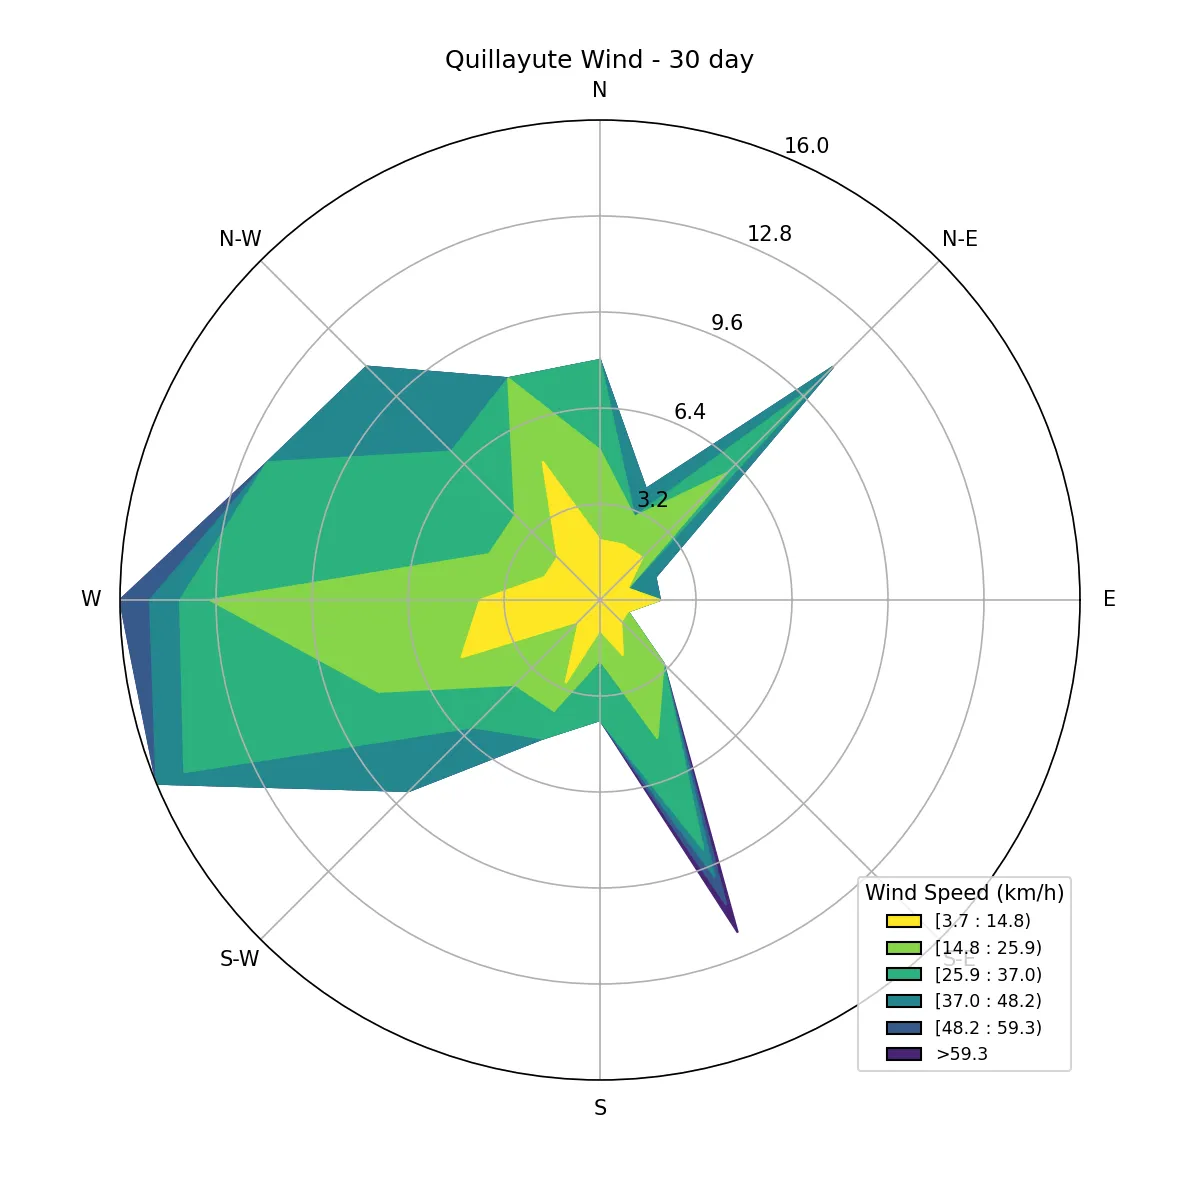 Quillayute Wind - 30 day
N
16.0
12.8
N-W
N-E
9.6
6.4
3.2
W
E
Wind Speed (km/h)
[3.7 : 14.8)
[14.8 : 25.9)
S-W
S-E
[25.9 : 37.0)
[37.0 : 48.2)
[48.2 : 59.3)
>59.3
S